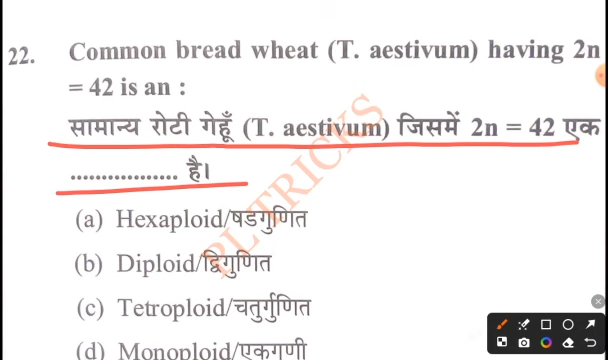 22. Common bread wheat (T. aestivum) having 2n
= 42 is an :
सामान्य रोटी गेहूँ (T. aestivum) जिसमें 2n = 42 एक
................. है।
(a) Hexaploid/षडगुणित
(b) Diploid/द्विगुणित
(c) Tetroploid/चतुर्गुणित
(d) Monoploid/एकगुणी
PLTRICKS